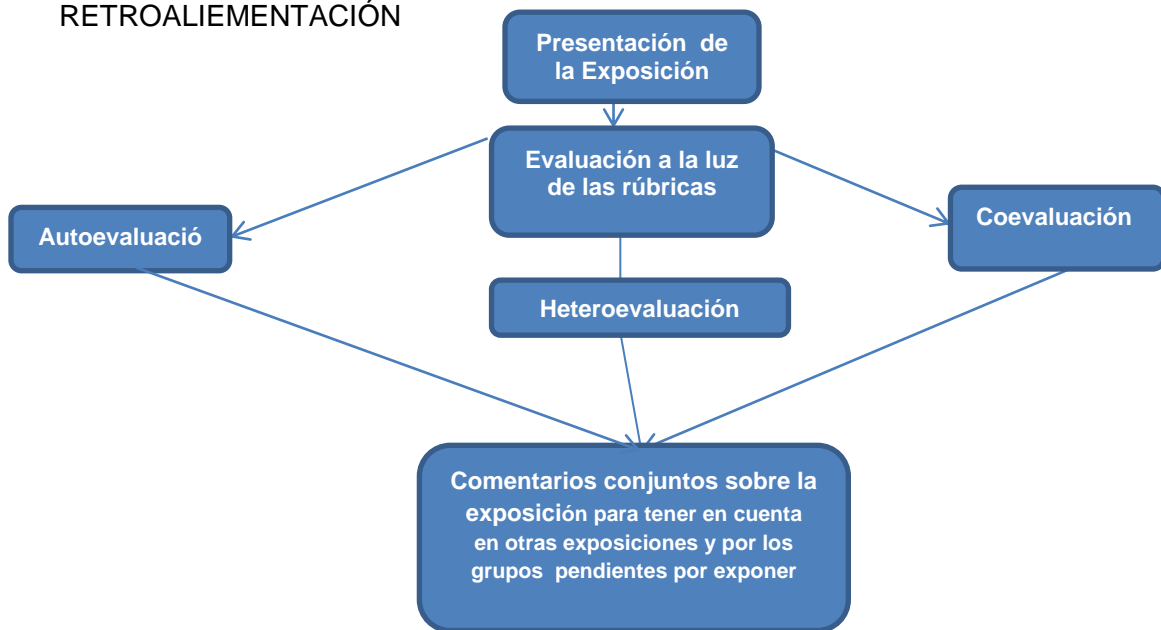 RETROALIEMENTACIÓN
Presentación de
la Exposición
Evaluación a la luz
de las rúbricas
Autoevaluació
Coevaluación
Heteroevaluación
Comentarios conjuntos sobre la
exposición para tener en cuenta
en otras exposiciones y por los
grupos pendientes por exponer